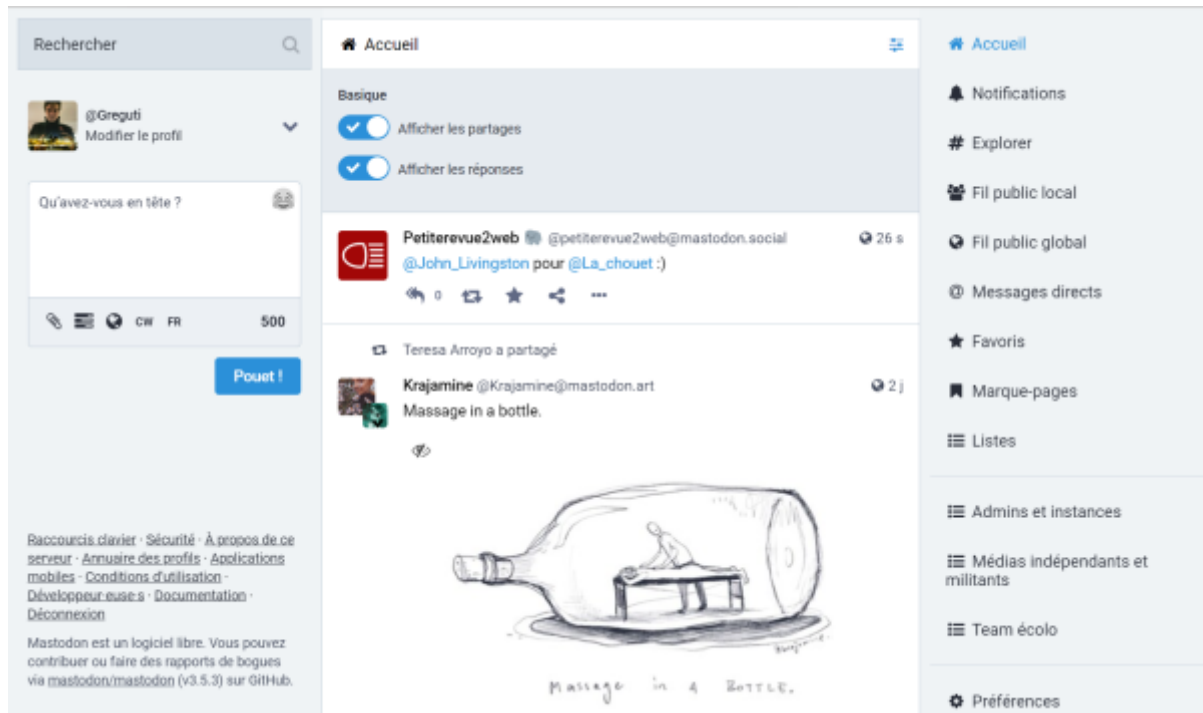 Rechercher
@Greguti
Modifier le profil
Qu'avez-vous en tête ?
CW FR 500
Pouet !
Raccourcis clavier · Sécurité · À propos de ce
serveur · Annuaire des profils · Applications
mobiles · Conditions d'utilisation ·
Développeur·euse·s · Documentation ·
Déconnexion
Mastodon est un logiciel libre. Vous pouvez
contribuer ou faire des rapports de bogues
via mastodon/mastodon (v3.5.3) sur GitHub.
Accueil
Basique
Afficher les partages
Afficher les réponses
Petiterevue2web @petiterevue2web@mastodon.social 26 s
@John_Livingston pour @La_chouet :)
0
Teresa Arroyo a partagé
Krajamine @Krajamine@mastodon.art 2 j
Massage in a bottle.
Massage in a BOTTLE.
Accueil
Notifications
# Explorer
Fil public local
Fil public global
@ Messages directs
Favoris
Marque-pages
Listes
Admins et instances
Médias indépendants et
militants
Team écolo
Préférences